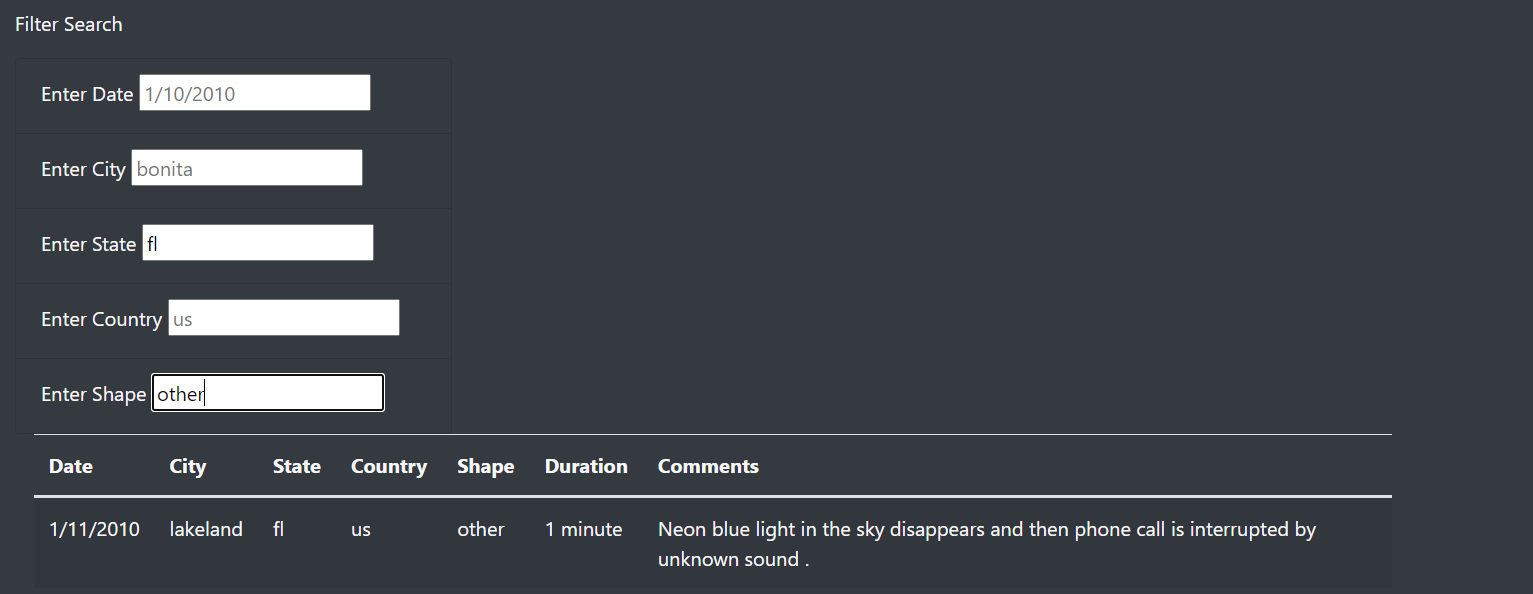 Filter Search
Enter Date 1/10/2010
Enter City bonita
Enter State fl
Enter Country us
Enter Shape other
Date City State Country Shape Duration Comments
1/11/2010 lakeland fl us other 1 minute Neon blue light in the sky disappears and then phone call is interrupted by
unknown sound .